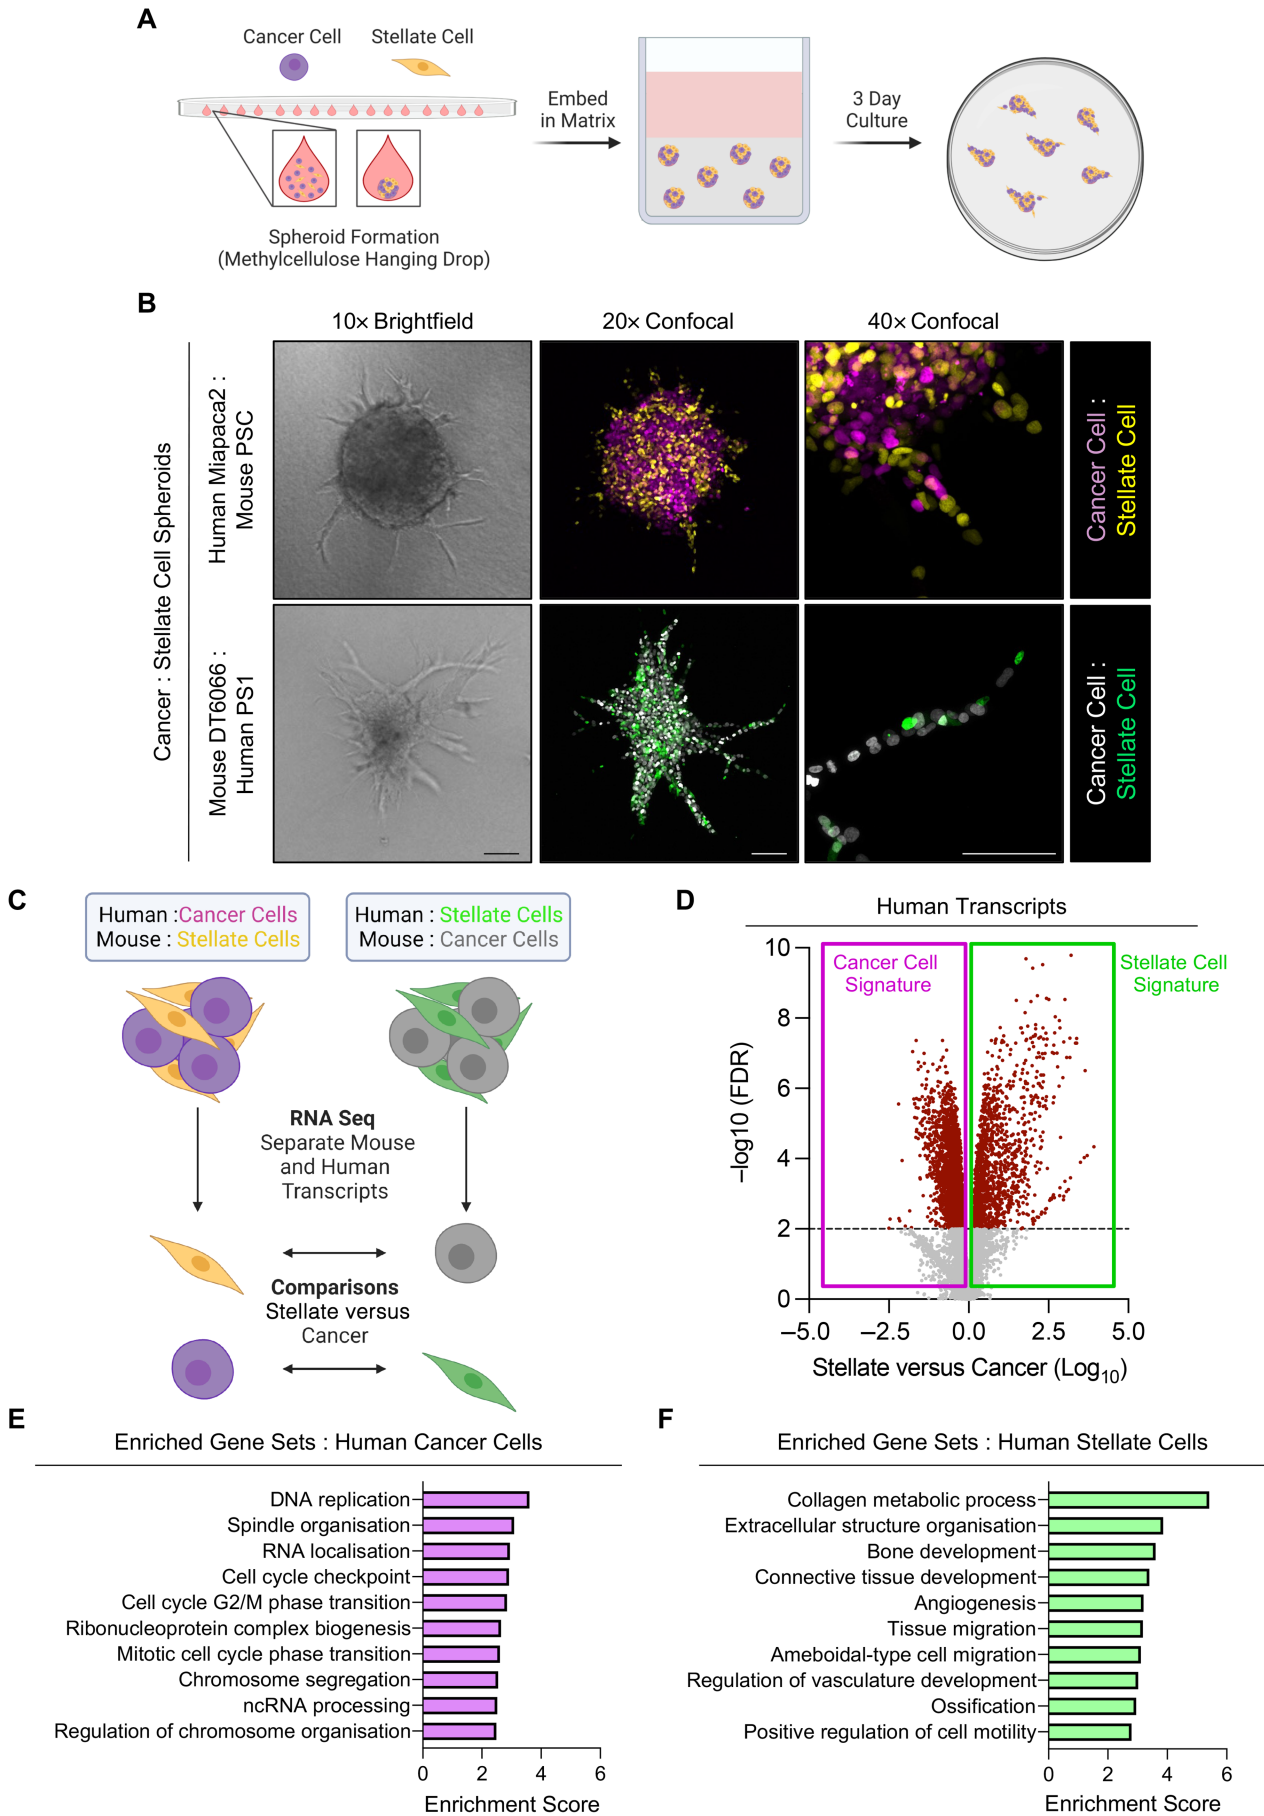 A
Cancer Cell
Stellate Cell
Embed
in Matrix
3 Day
Culture
Spheroid Formation
(Methylcellulose Hanging Drop)
B
10× Brightfield
20× Confocal
40× Confocal
Cancer : Stellate Cell Spheroids
Human Miapaca2 :
Mouse PSC
Cancer Cell :
Stellate Cell
Mouse DT6066 :
Human PS1
Cancer Cell :
Stellate Cell
C
Human :Cancer Cells
Mouse : Stellate Cells
Human : Stellate Cells
Mouse : Cancer Cells
RNA Seq
Separate Mouse
and Human
Transcripts
Comparisons
Stellate versus
Cancer
D
Human Transcripts
Cancer Cell
Signature
Stellate Cell
Signature
–log10 (FDR)
10
8
6
4
2
0
–5.0
–2.5
0.0
2.5
5.0
Stellate versus Cancer (Log10)
E
Enriched Gene Sets : Human Cancer Cells
DNA replication
Spindle organisation
RNA localisation
Cell cycle checkpoint
Cell cycle G2/M phase transition
Ribonucleoprotein complex biogenesis
Mitotic cell cycle phase transition
Chromosome segregation
ncRNA processing
Regulation of chromosome organisation
0
2
4
6
Enrichment Score
F
Enriched Gene Sets : Human Stellate Cells
Collagen metabolic process
Extracellular structure organisation
Bone development
Connective tissue development
Angiogenesis
Tissue migration
Ameboidal-type cell migration
Regulation of vasculature development
Ossification
Positive regulation of cell motility
0
2
4
6
Enrichment Score